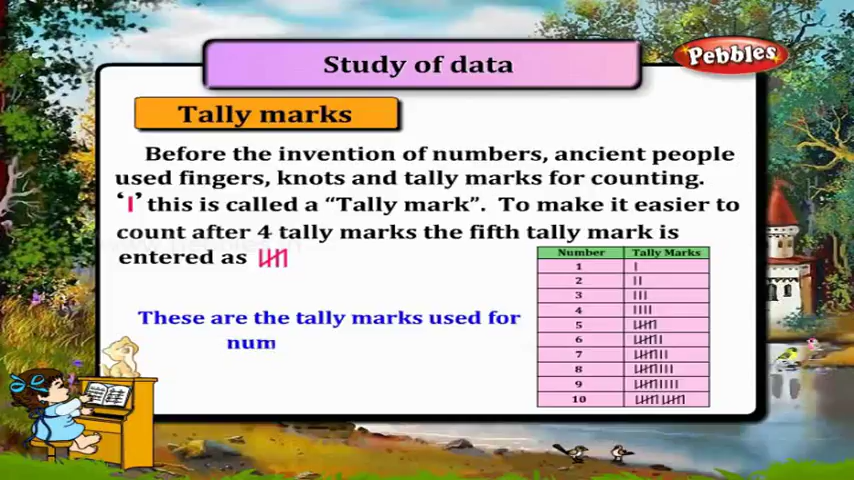 Study of data
Pebbles
Tally marks
Before the invention of numbers, ancient people
used fingers, knots and tally marks for counting.
‘I’ this is called a “Tally mark”. To make it easier to
count after 4 tally marks the fifth tally mark is
entered as
Number Tally Marks
1
2
3
4
5
6
7
8
9
10
These are the tally marks used for
num